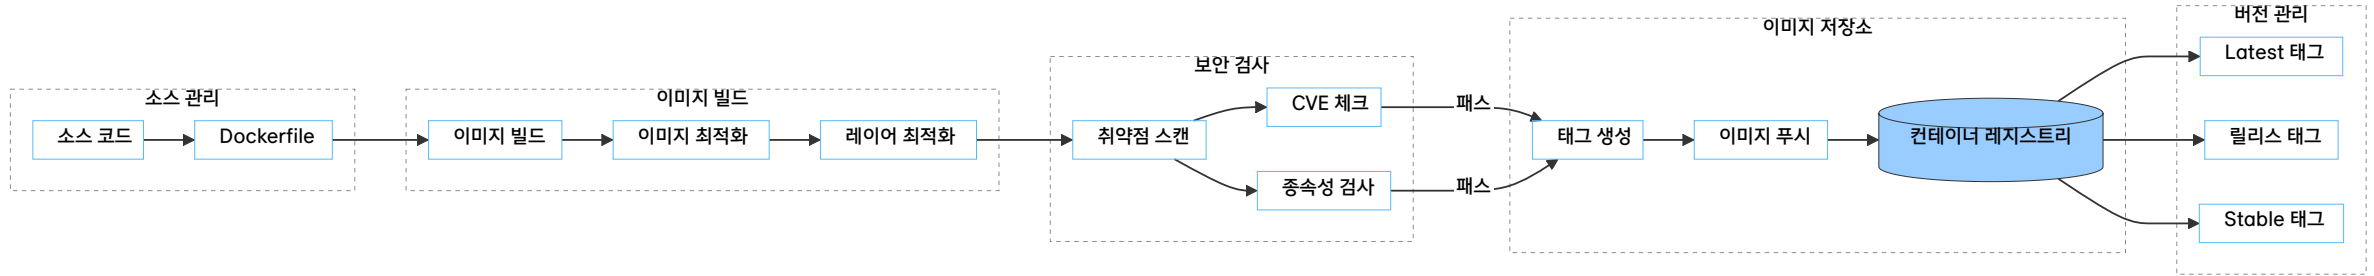 소스 관리
소스 코드
Dockerfile
이미지 빌드
이미지 빌드
이미지 최적화
레이어 최적화
보안 검사
취약점 스캔
CVE 체크
종속성 검사
패스
패스
이미지 저장소
태그 생성
이미지 푸시
컨테이너 레지스트리
버전 관리
Latest 태그
릴리스 태그
Stable 태그